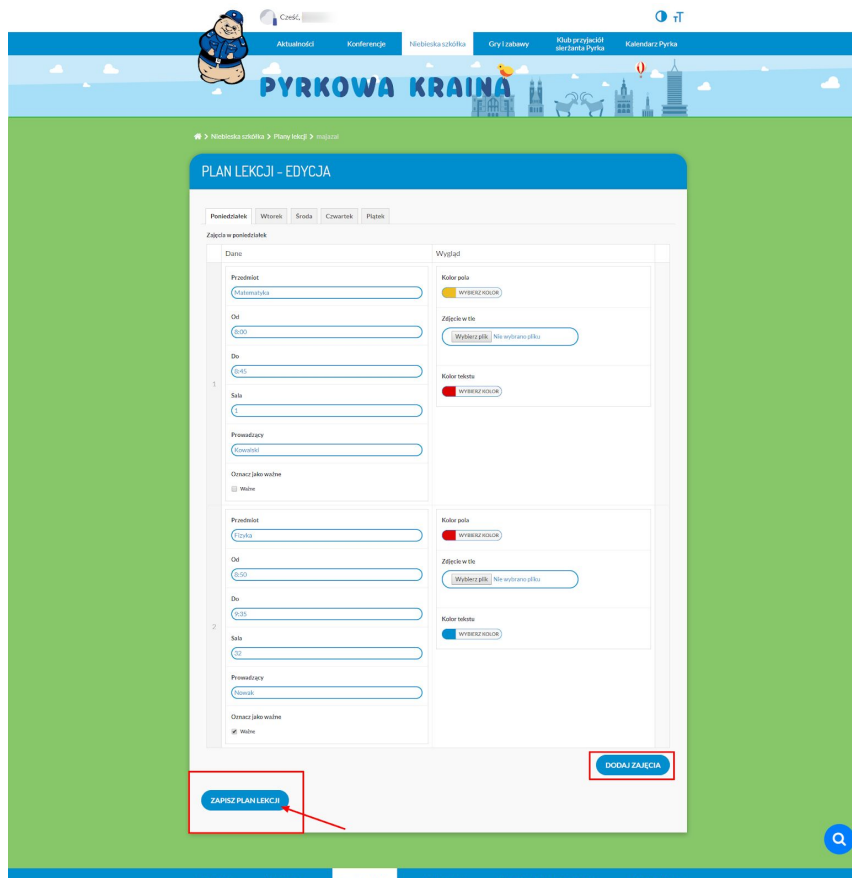 Cześć,
Aktualności
Konferencje
Niebieska szkółka
Gry i zabawy
Klub przyjaciół
sierżanta Pyrka
Kalendarz Pyrka
PYRKOWA KRAINA
Niebieska szkółka > Plany lekcji > majazol
PLAN LEKCJI – EDYCJA
Poniedziałek Wtorek Środa Czwartek Piątek
Zajęcia w poniedziałek
Dane
Wygląd
1
Przedmiot
Matematyka
Od
8:00
Do
8:45
Sala
1
Prowadzący
Kowalski
Oznacz jako ważne
Ważne
Kolor pola
WYBIERZ KOLOR
Zdjęcie w tle
Wybierz plik Nie wybrano pliku
Kolor tekstu
WYBIERZ KOLOR
2
Przedmiot
Fizyka
Od
8:50
Do
9:35
Sala
32
Prowadzący
Nowak
Oznacz jako ważne
Ważne
Kolor pola
WYBIERZ KOLOR
Zdjęcie w tle
Wybierz plik Nie wybrano pliku
Kolor tekstu
WYBIERZ KOLOR
DODAJ ZAJĘCIA
ZAPISZ PLAN LEKCJI